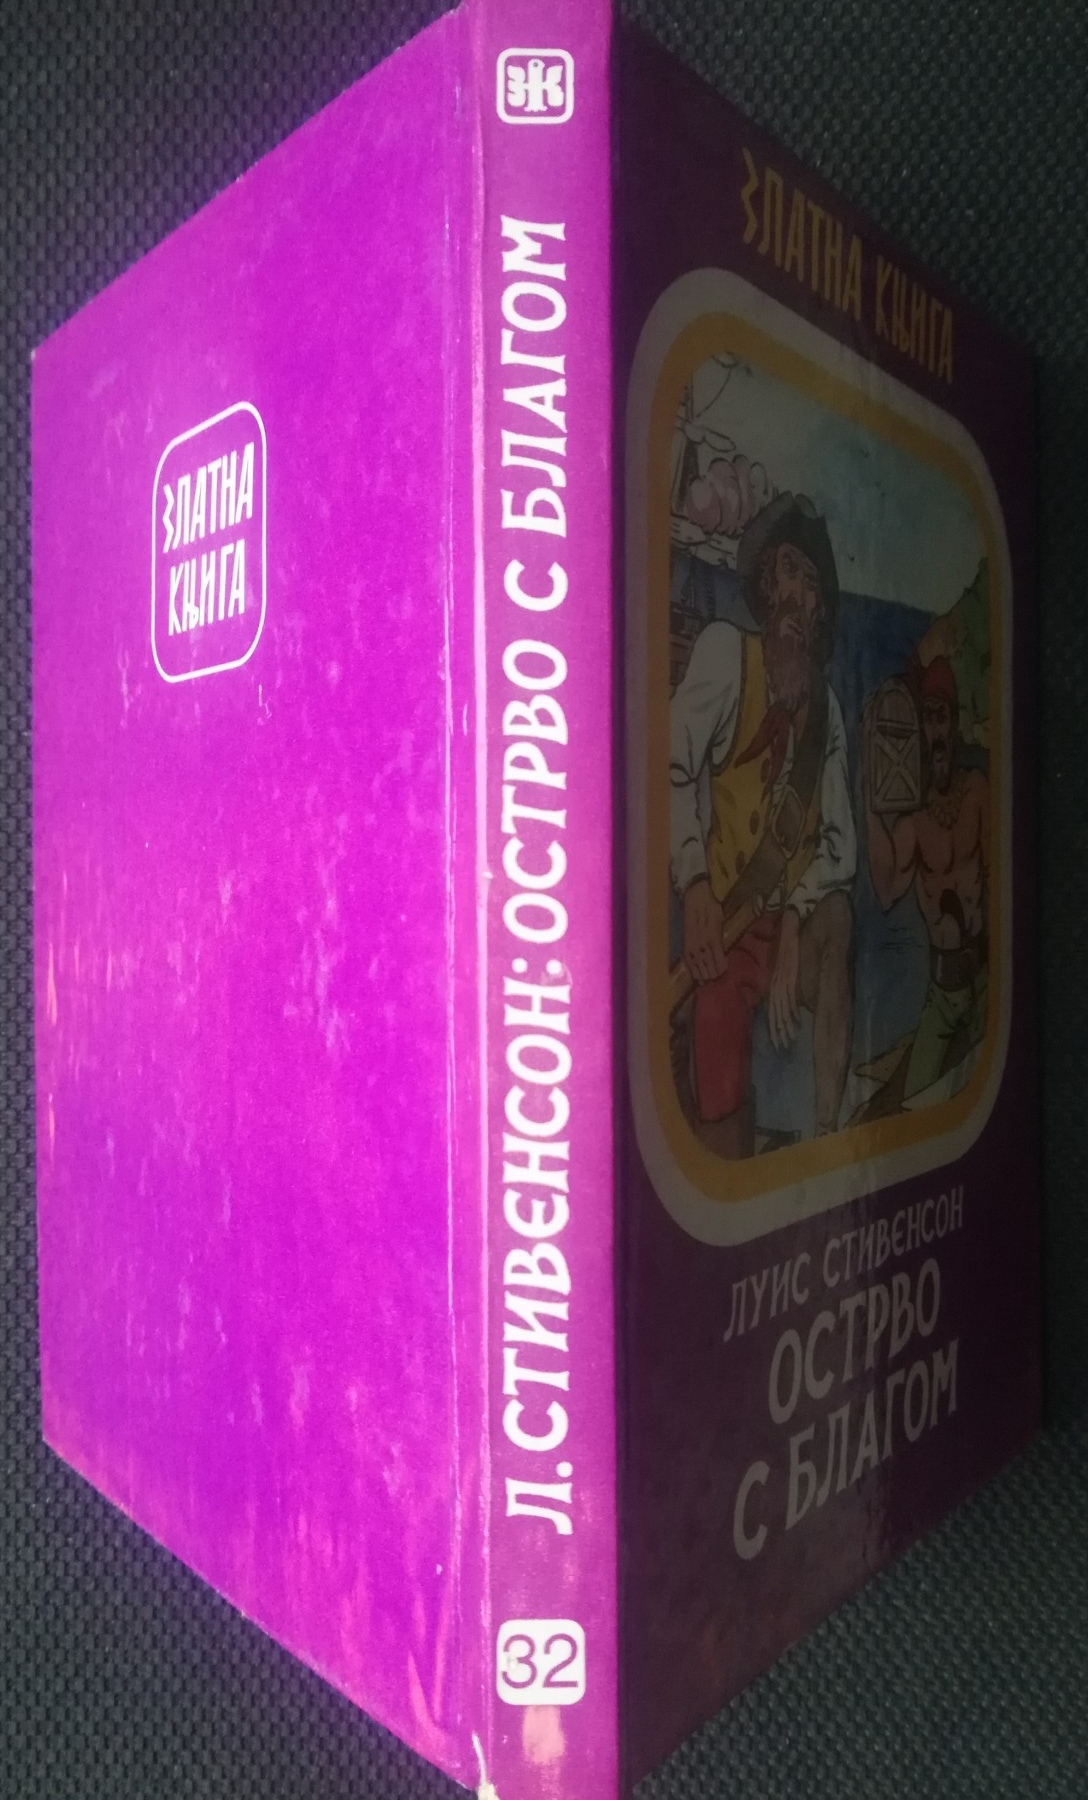 ЗЛАТНА
КЊИГА
Л. СТИВЕНСОН: ОСТРВО С БЛАГОМ
32
ЗЛАТНА КЊИГА
ЛУИС СТИВЕНСОН
ОСТРВО
С БЛАГОМ